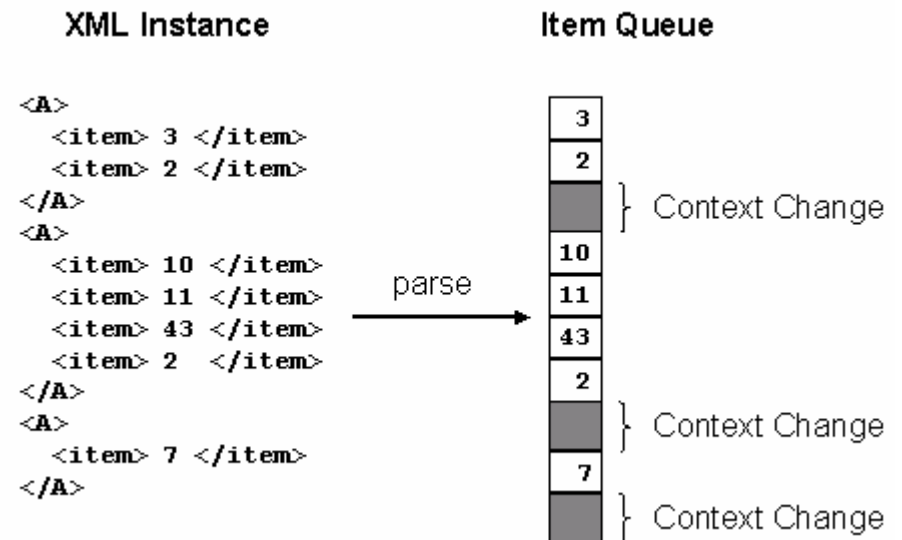 XML Instance
<A>
  <item> 3 </item>
  <item> 2 </item>
</A>
<A>
  <item> 10 </item>
  <item> 11 </item>
  <item> 43 </item>
  <item> 2  </item>
</A>
<A>
  <item> 7 </item>
</A>
parse
Item Queue
3
2
} Context Change
10
11
43
2
} Context Change
7
} Context Change